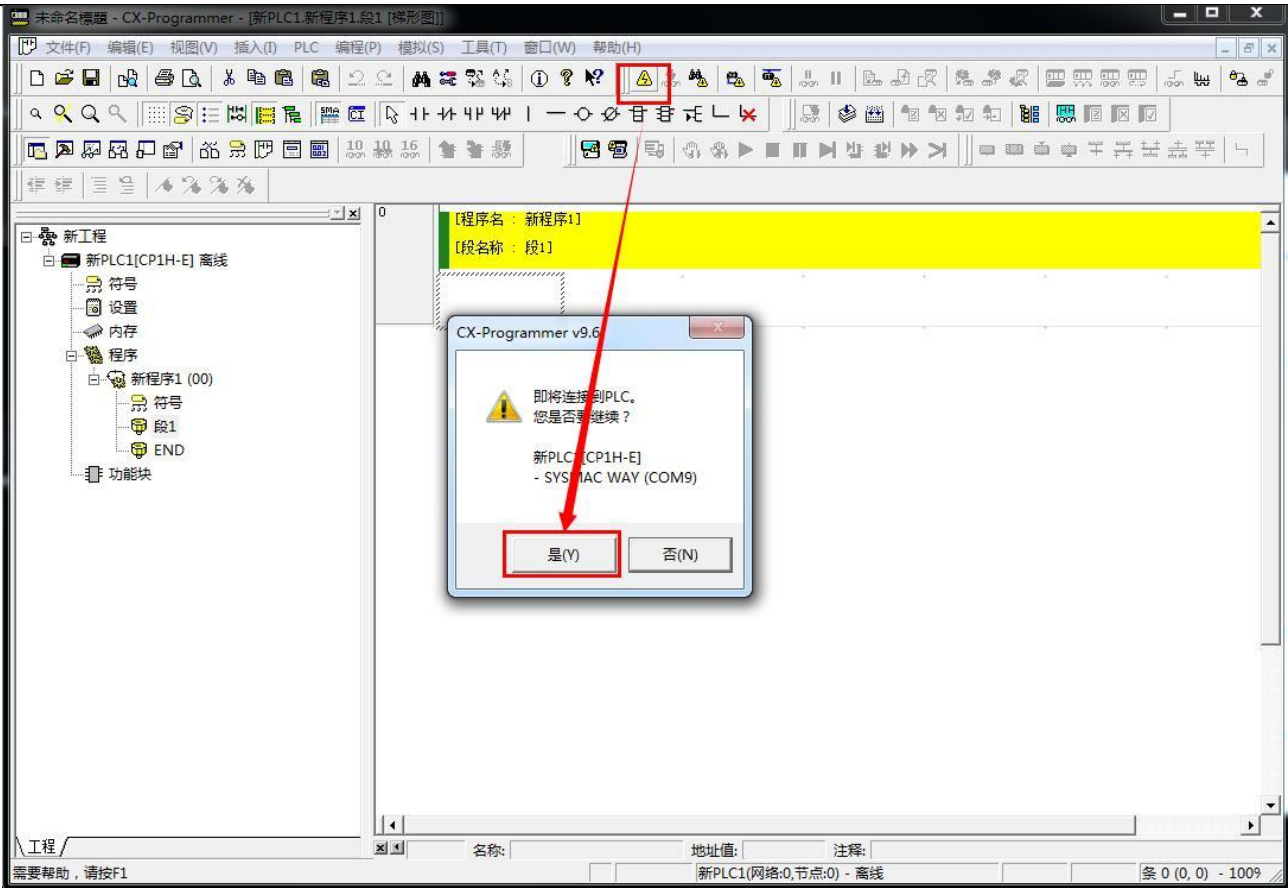 未命名標題 - CX-Programmer - [新PLC1.新程序1.段1 [梯形图]]
文件(F) 编辑(E) 视图(V) 插入(I) PLC 编程(P) 模拟(S) 工具(T) 窗口(W) 帮助(H)
SMA
CI
10 10 16
0
[程序名 : 新程序1]
[段名称 : 段1]
新工程
新PLC1[CP1H-E] 离线
符号
设置
内存
程序
新程序1 (00)
符号
段1
END
功能块
CX-Programmer v9.6
即将连接到PLC。
您是否要继续？
新PLC1[CP1H-E]
- SYSMAC WAY (COM9)
是(Y) 否(N)
工程
名称: 地址值: 注释:
需要帮助，请按F1 新PLC1(网络:0,节点:0) - 离线 条 0 (0, 0) - 100%